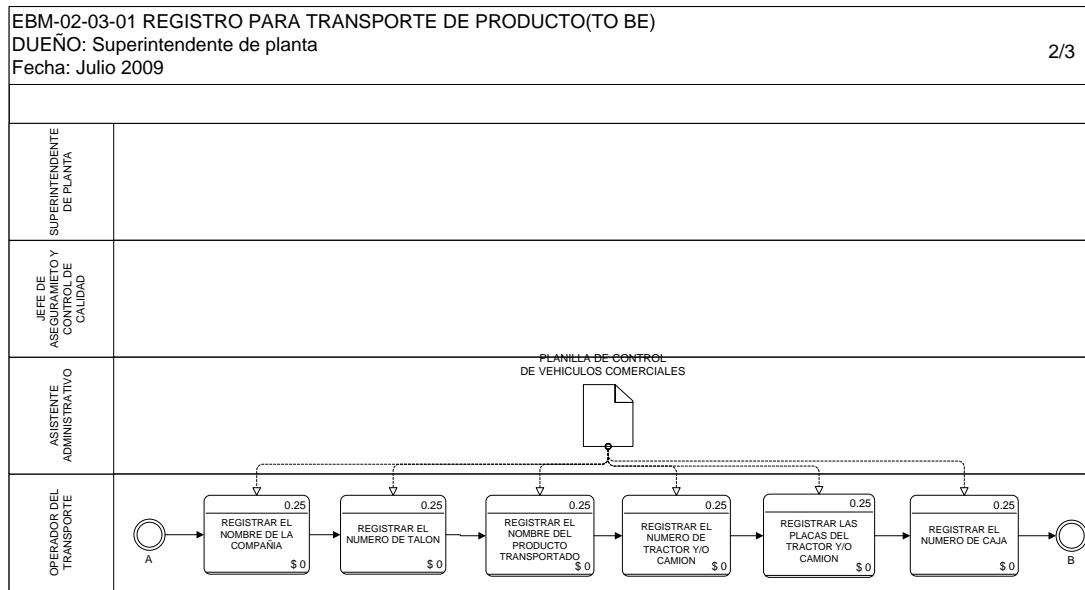 EBM-02-03-01 REGISTRO PARA TRANSPORTE DE PRODUCTO(TO BE)
DUEÑO: Superintendente de planta
Fecha: Julio 2009
2/3
SUPERINTENDENTE
DE PLANTA
JEFE DE
ASEGURAMIETO Y
CONTROL DE
CALIDAD
ASISTENTE
ADMINISTRATIVO
PLANILLA DE CONTROL
DE VEHICULOS COMERCIALES
OPERADOR DEL
TRANSPORTE
A
0.25
REGISTRAR EL
NOMBRE DE LA
COMPAÑIA
$ 0
0.25
REGISTRAR EL
NUMERO DE TALON
$ 0
0.25
REGISTRAR EL
NOMBRE DEL
PRODUCTO
TRANSPORTADO
$ 0
0.25
REGISTRAR EL
NUMERO DE
TRACTOR Y/O
CAMION
$ 0
0.25
REGISTRAR LAS
PLACAS DEL
TRACTOR Y/O
CAMION
$ 0
0.25
REGISTRAR EL
NUMERO DE CAJA
$ 0
B